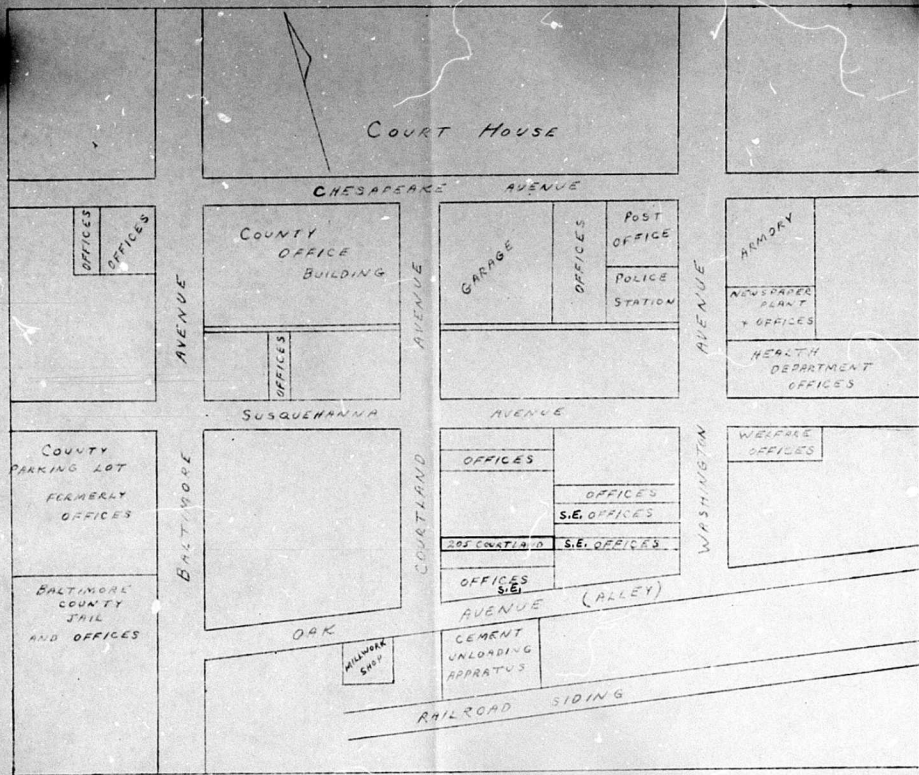 COURT HOUSE
CHESAPEAKE AVENUE
OFFICES
OFFICES
COUNTY
OFFICE
BUILDING
GARAGE
OFFICES
POST
OFFICE
POLICE
STATION
ARMORY
NEWSPAPER
PLANT
+ OFFICES
HEALTH
DEPARTMENT
OFFICES
OFFICES
BALTIMORE AVENUE
COURTLAND AVENUE
WASHINGTON AVENUE
SUSQUEHANNA AVENUE
COUNTY
PARKING LOT
FORMERLY
OFFICES
OFFICES
OFFICES
S.E. OFFICES
205 COURTLAND
S.E. OFFICES
OFFICES
S.E.
WELFARE
OFFICES
BALTIMORE
COUNTY
JAIL
AND OFFICES
OAK AVENUE (ALLEY)
MILLWORK
SHOP
CEMENT
UNLOADING
APPRATUS
RAILROAD SIDING